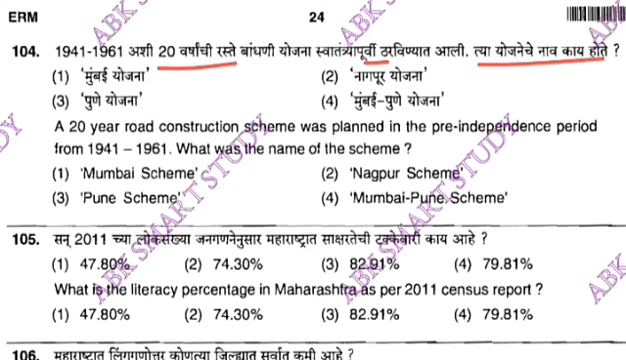 ERM 24
104. 1941-1961 अशी 20 वर्षांची रस्ते बांधणी योजना स्वातंत्र्यापूर्वी ठरविण्यात आली. त्या योजनेचे नाव काय होते ?
(1) 'मुंबई योजना' (2) 'नागपूर योजना'
(3) 'पुणे योजना' (4) 'मुंबई-पुणे योजना'
A 20 year road construction scheme was planned in the pre-independence period
from 1941 – 1961. What was the name of the scheme ?
(1) 'Mumbai Scheme' (2) 'Nagpur Scheme'
(3) 'Pune Scheme' (4) 'Mumbai-Pune Scheme'
105. सन् 2011 च्या लोकसंख्या जनगणनेनुसार महाराष्ट्रात साक्षरतेची टक्केवारी काय आहे ?
(1) 47.80% (2) 74.30% (3) 82.91% (4) 79.81%
What is the literacy percentage in Maharashtra as per 2011 census report ?
(1) 47.80% (2) 74.30% (3) 82.91% (4) 79.81%
106. महाराष्ट्रात लिंगगुणोत्तर कोणत्या जिल्ह्यात सर्वात कमी आहे ?
ABK SMART STUDY